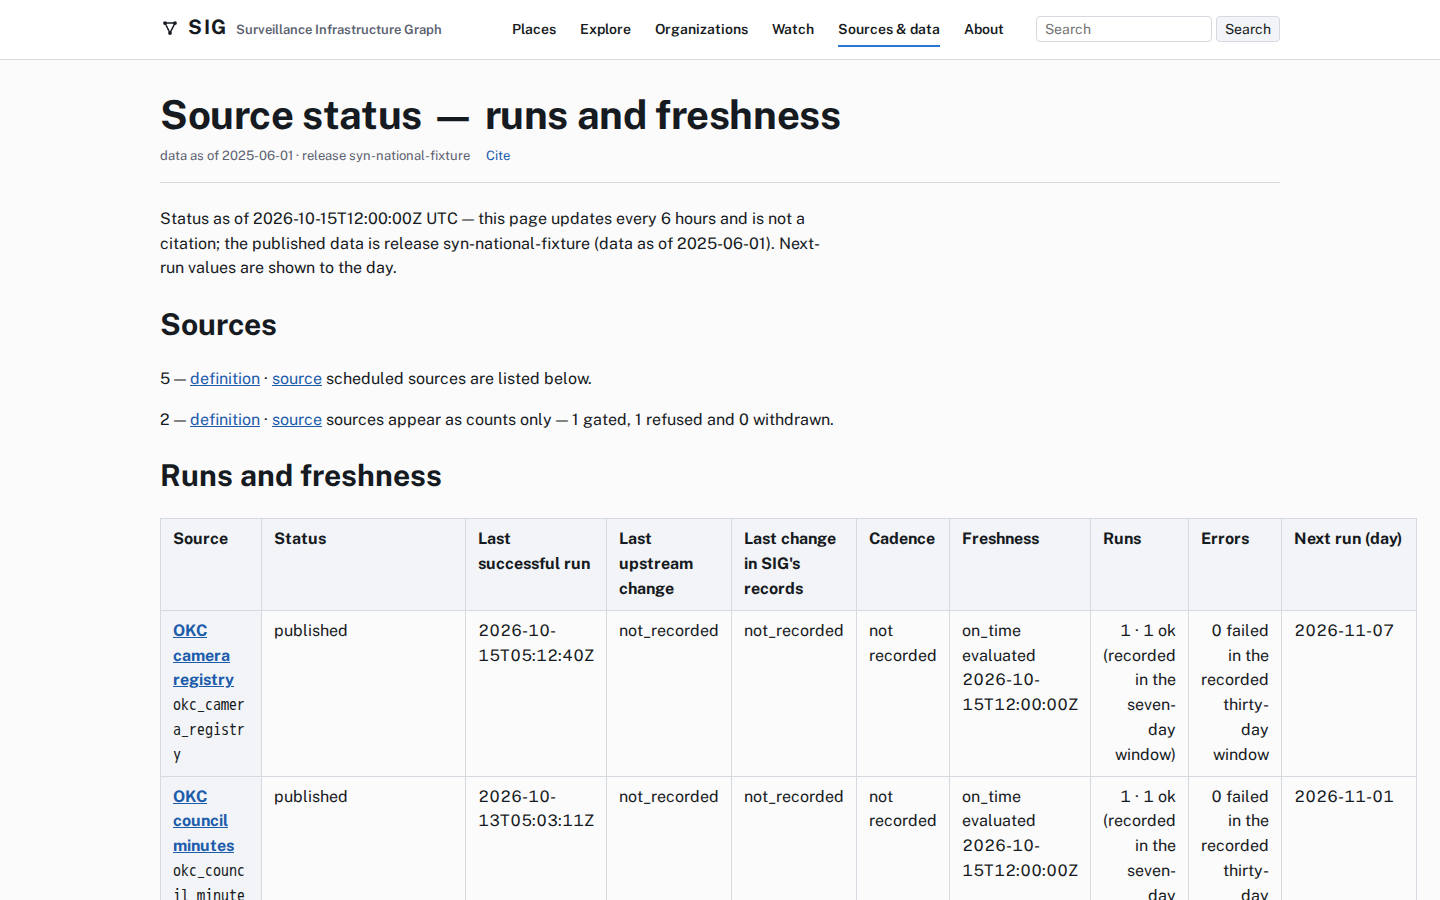 SIG Surveillance Infrastructure Graph Places Explore Organizations Watch Sources & data About Search Search
Source status — runs and freshness
data as of 2025-06-01 · release syn-national-fixture Cite
Status as of 2026-10-15T12:00:00Z UTC — this page updates every 6 hours and is not a
citation; the published data is release syn-national-fixture (data as of 2025-06-01). Next-
run values are shown to the day.
Sources
5 — definition · source scheduled sources are listed below.
2 — definition · source sources appear as counts only — 1 gated, 1 refused and 0 withdrawn.
Runs and freshness
Source Status Last Last Last change Cadence Freshness Runs Errors Next run (day)
successful run upstream in SIG's
change records
OKC published 2026-10- not_recorded not_recorded not on_time 1 · 1 ok 0 failed 2026-11-07
camera 15T05:12:40Z recorded evaluated (recorded in the
registry 2026-10- in the recorded
okc_camer 15T12:00:00Z seven- thirty-
a_registr day day
y window) window
OKC published 2026-10- not_recorded not_recorded not on_time 1 · 1 ok 0 failed 2026-11-01
council 13T05:03:11Z recorded evaluated (recorded in the
minutes 2026-10- in the recorded
okc_counc 15T12:00:00Z seven- thirty-
il_minute day day